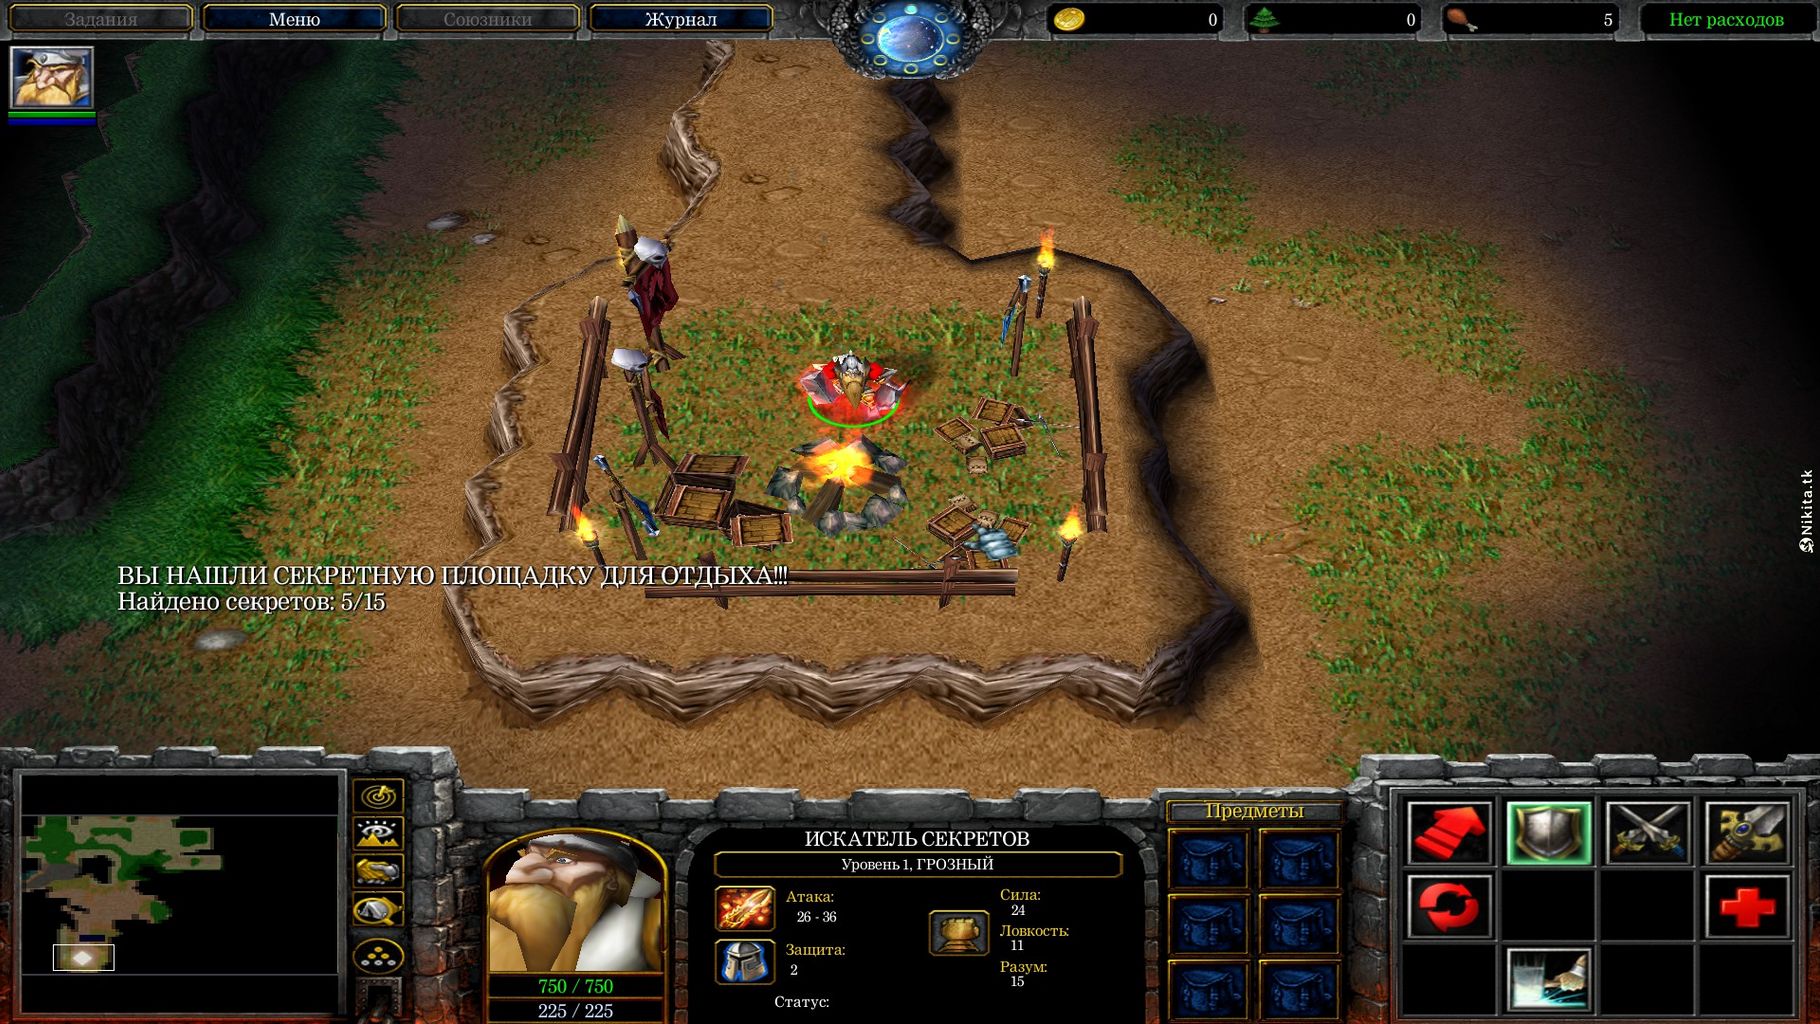 Задания
Меню
Союзники
Журнал
0
0
5
Нет расходов
Nikita.tk
ВЫ НАШЛИ СЕКРЕТНУЮ ПЛОЩАДКУ ДЛЯ ОТДЫХА!!!
Найдено секретов: 5/15
750 / 750
225 / 225
ИСКАТЕЛЬ СЕКРЕТОВ
Уровень 1, ГРОЗНЫЙ
Атака:
26 - 36
Защита:
2
Сила:
24
Ловкость:
11
Разум:
15
Статус:
Предметы